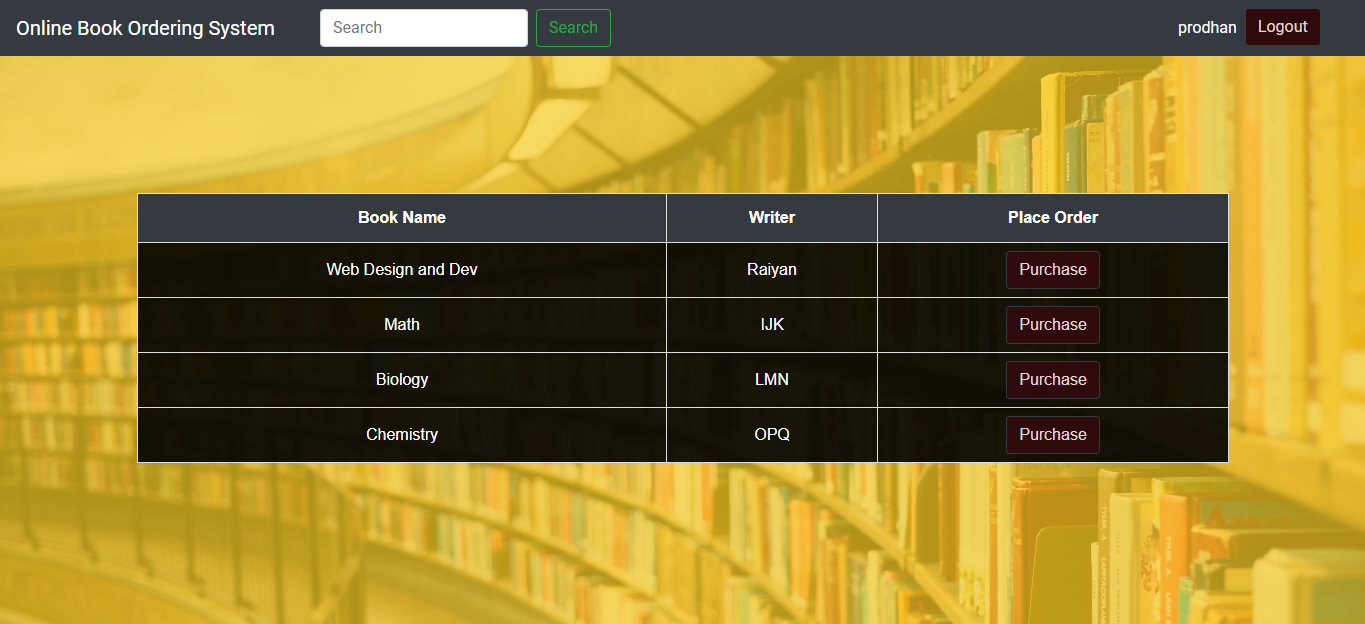 Online Book Ordering System Search Search prodhan Logout
Book Name Writer Place Order
Web Design and Dev Raiyan Purchase
Math IJK Purchase
Biology LMN Purchase
Chemistry OPQ Purchase